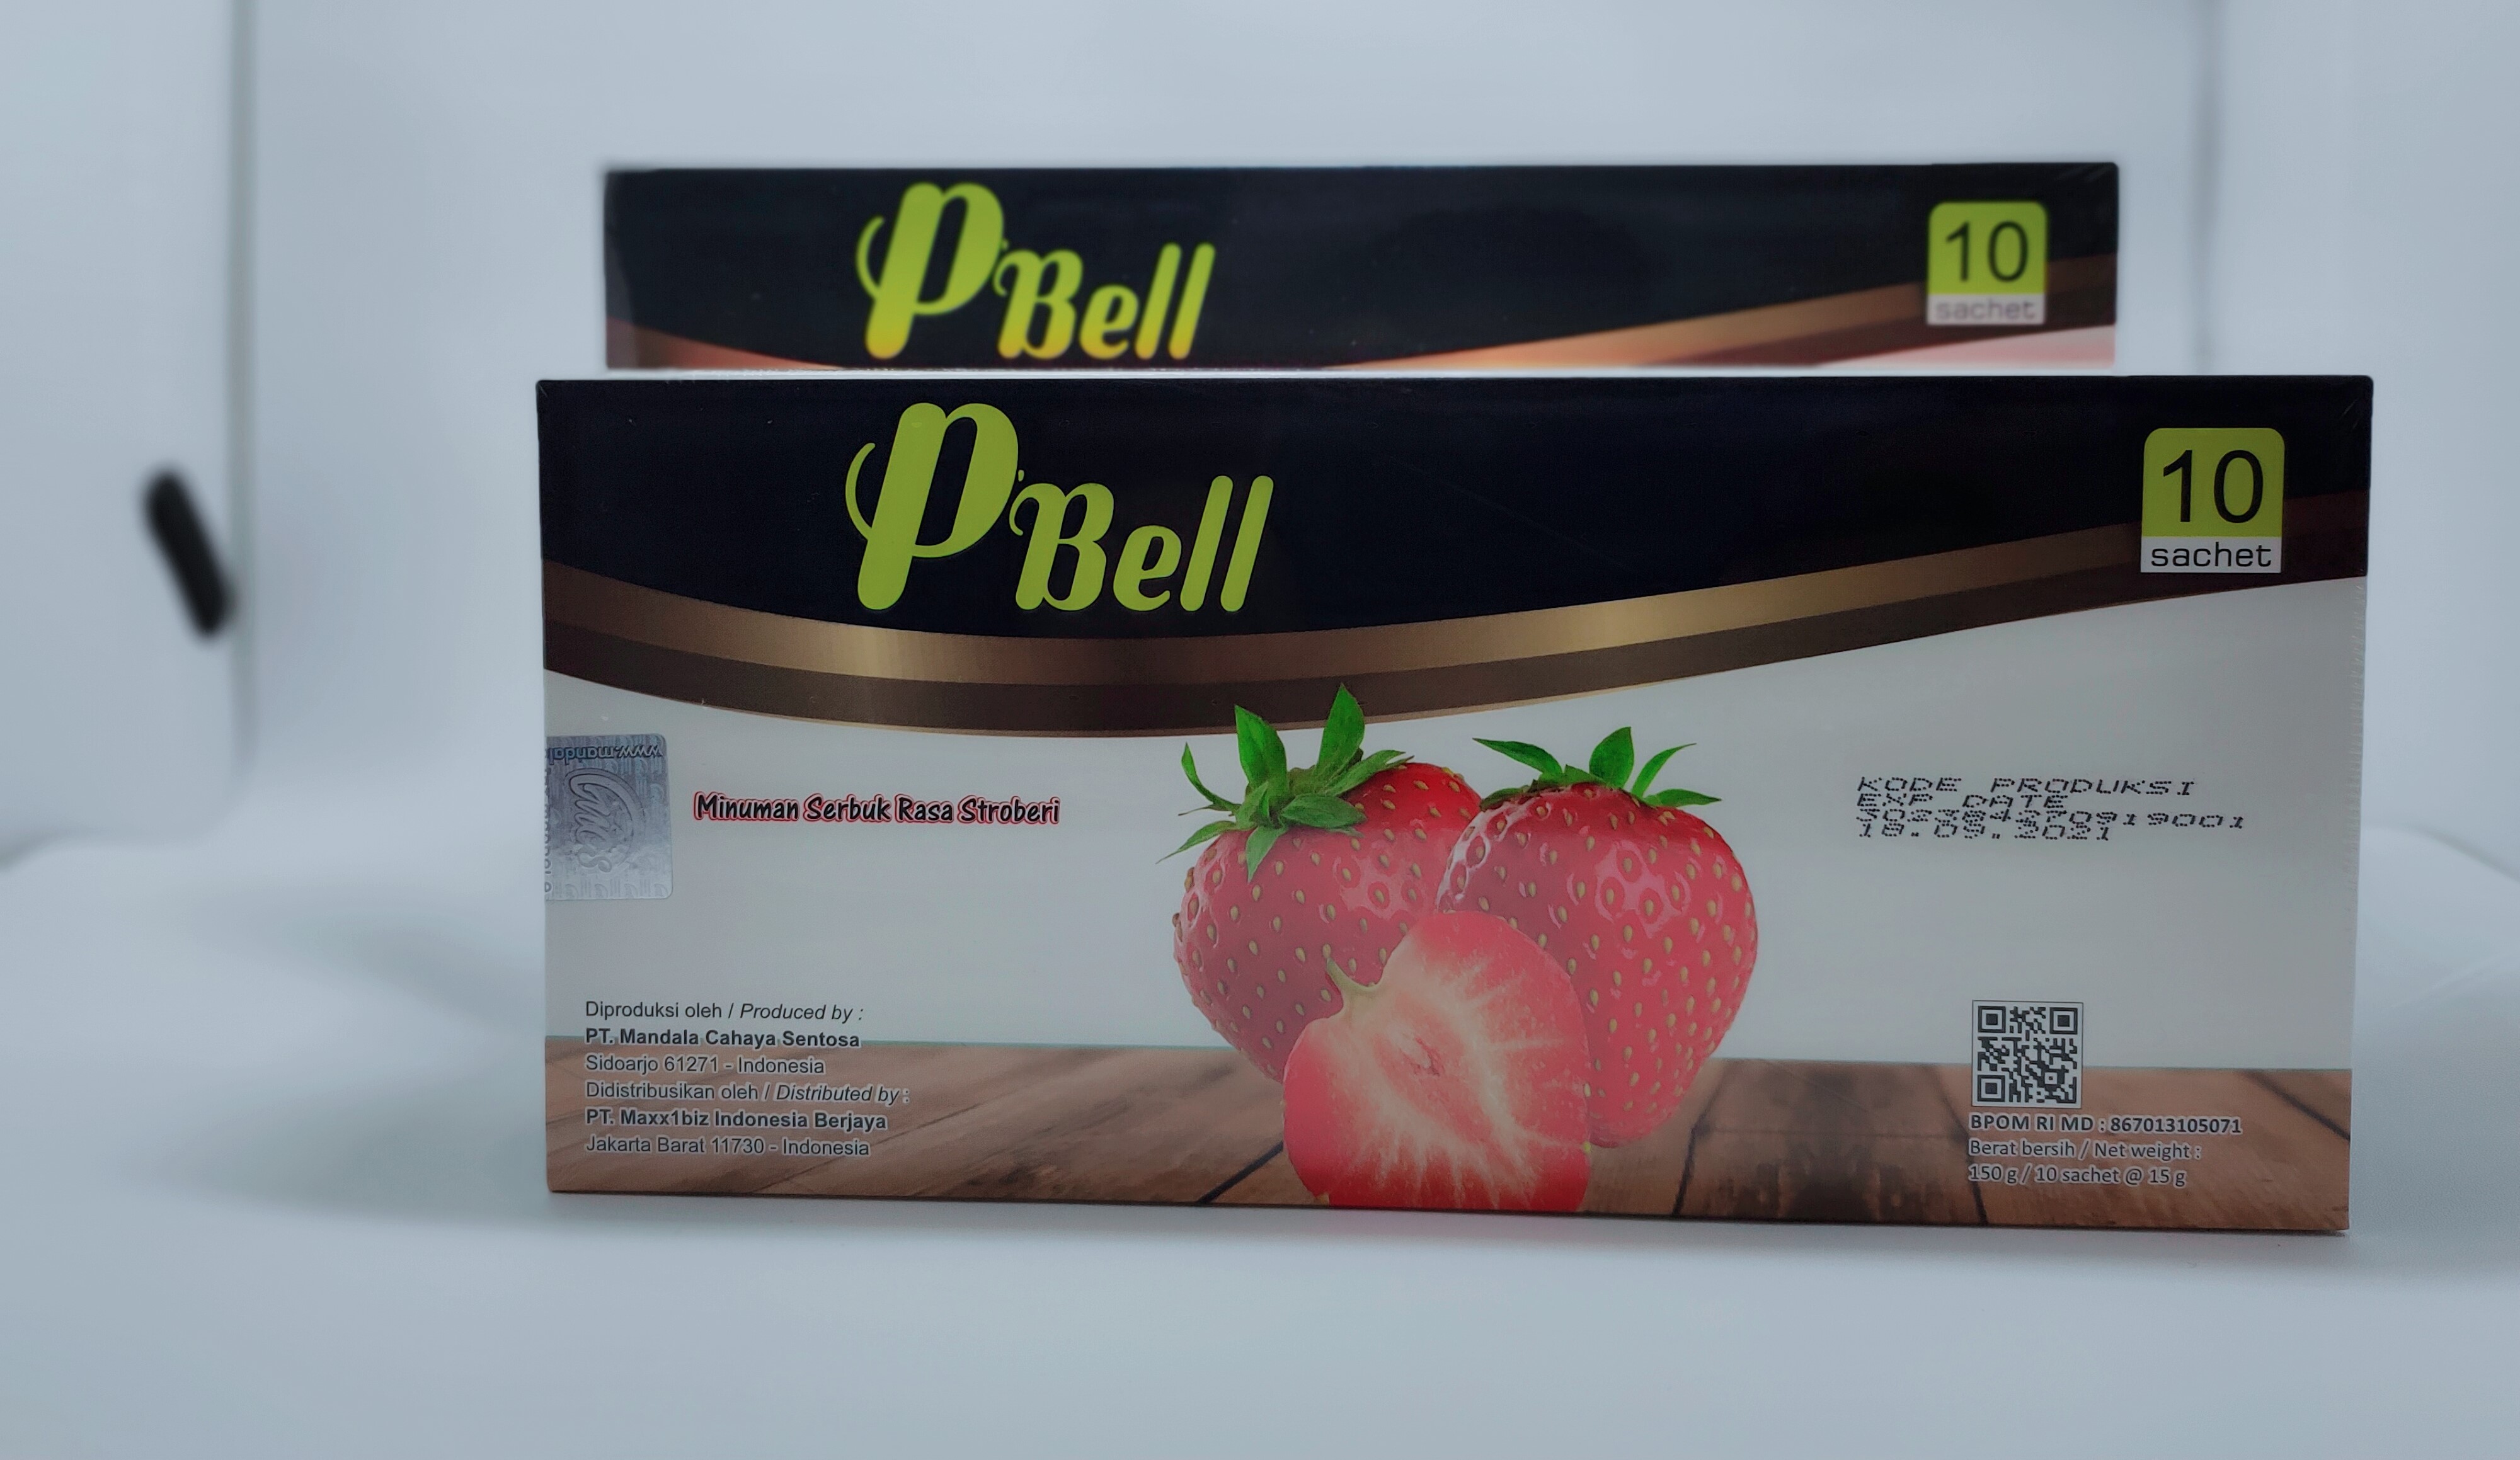 P'Bell
10
sachet
P'Bell
10
sachet
www.mandal
Minuman Serbuk Rasa Stroberi
KODE PRODUKSI
EXP DATE
18.09.2021
Diproduksi oleh / Produced by :
PT. Mandala Cahaya Sentosa
Sidoarjo 61271 - Indonesia
Didistribusikan oleh / Distributed by :
PT. Maxx1biz Indonesia Berjaya
Jakarta Barat 11730 - Indonesia
BPOM RI MD : 867013105071
Berat bersih / Net weight :
150 g / 10 sachet @ 15 g